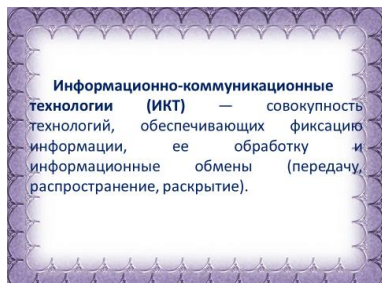 Информационно-коммуникационные
технологии (ИКТ) — совокупность
технологий, обеспечивающих фиксацию
информации, ее обработку и
информационные обмены (передачу,
распространение, раскрытие).